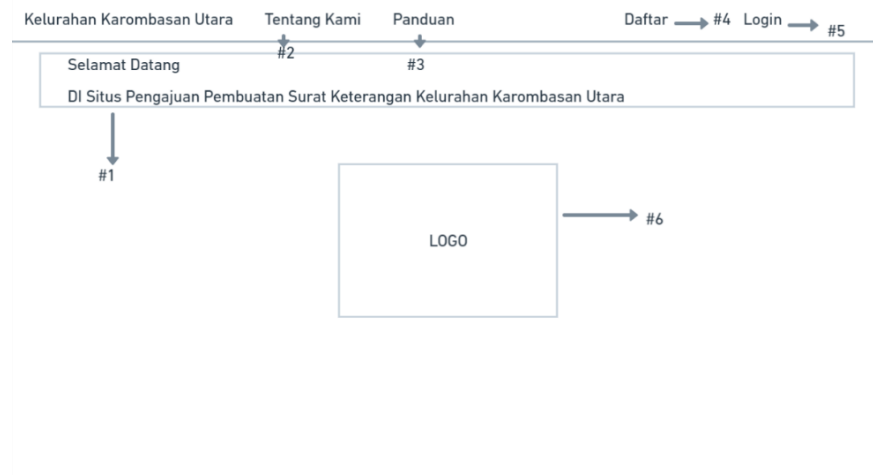 Kelurahan Karombasan Utara Tentang Kami Panduan Daftar #4 Login #5
#2
Selamat Datang #3
DI Situs Pengajuan Pembuatan Surat Keterangan Kelurahan Karombasan Utara
#1
#6
LOGO